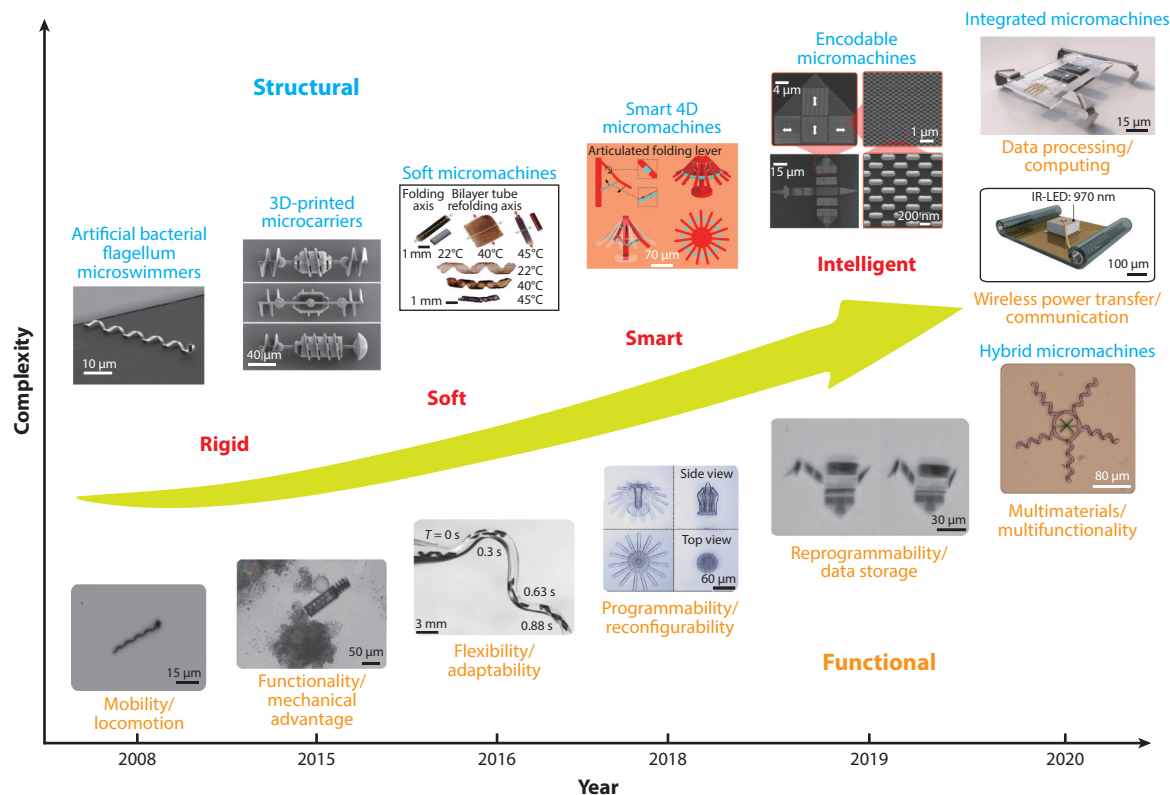 Complexity
Structural
Artificial bacterial
flagellum
microswimmers
10 μm
3D-printed
microcarriers
40 μm
Soft micromachines
Folding
axis
Bilayer tube
refolding axis
1 mm
22°C
40°C
45°C
22°C
40°C
1 mm
45°C
Smart 4D
micromachines
Articulated folding lever
70 μm
Encodable
micromachines
4 μm
1 μm
15 μm
200 nm
Integrated micromachines
15 μm
Data processing/
computing
IR-LED: 970 nm
100 μm
Wireless power transfer/
communication
Hybrid micromachines
80 μm
Multimaterials/
multifunctionality
Rigid
Soft
Smart
Intelligent
15 μm
Mobility/
locomotion
50 μm
Functionality/
mechanical
advantage
T = 0 s
0.3 s
0.63 s
0.88 s
3 mm
Flexibility/
adaptability
Side view
Top view
60 μm
Programmability/
reconfigurability
30 μm
Reprogrammability/
data storage
Functional
2008
2015
2016
2018
2019
2020
Year